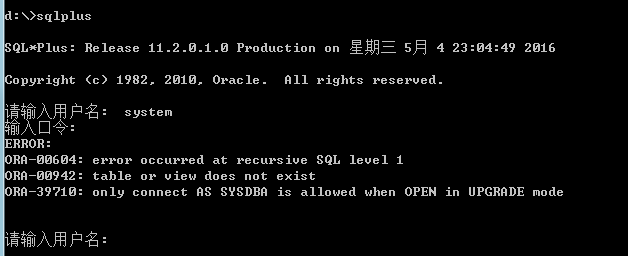 d:\>sqlplus
SQL*Plus: Release 11.2.0.1.0 Production on 星期三 5月 4 23:04:49 2016
Copyright (c) 1982, 2010, Oracle.  All rights reserved.
请输入用户名:  system
输入口令:
ERROR:
ORA-00604: error occurred at recursive SQL level 1
ORA-00942: table or view does not exist
ORA-39710: only connect AS SYSDBA is allowed when OPEN in UPGRADE mode
请输入用户名: